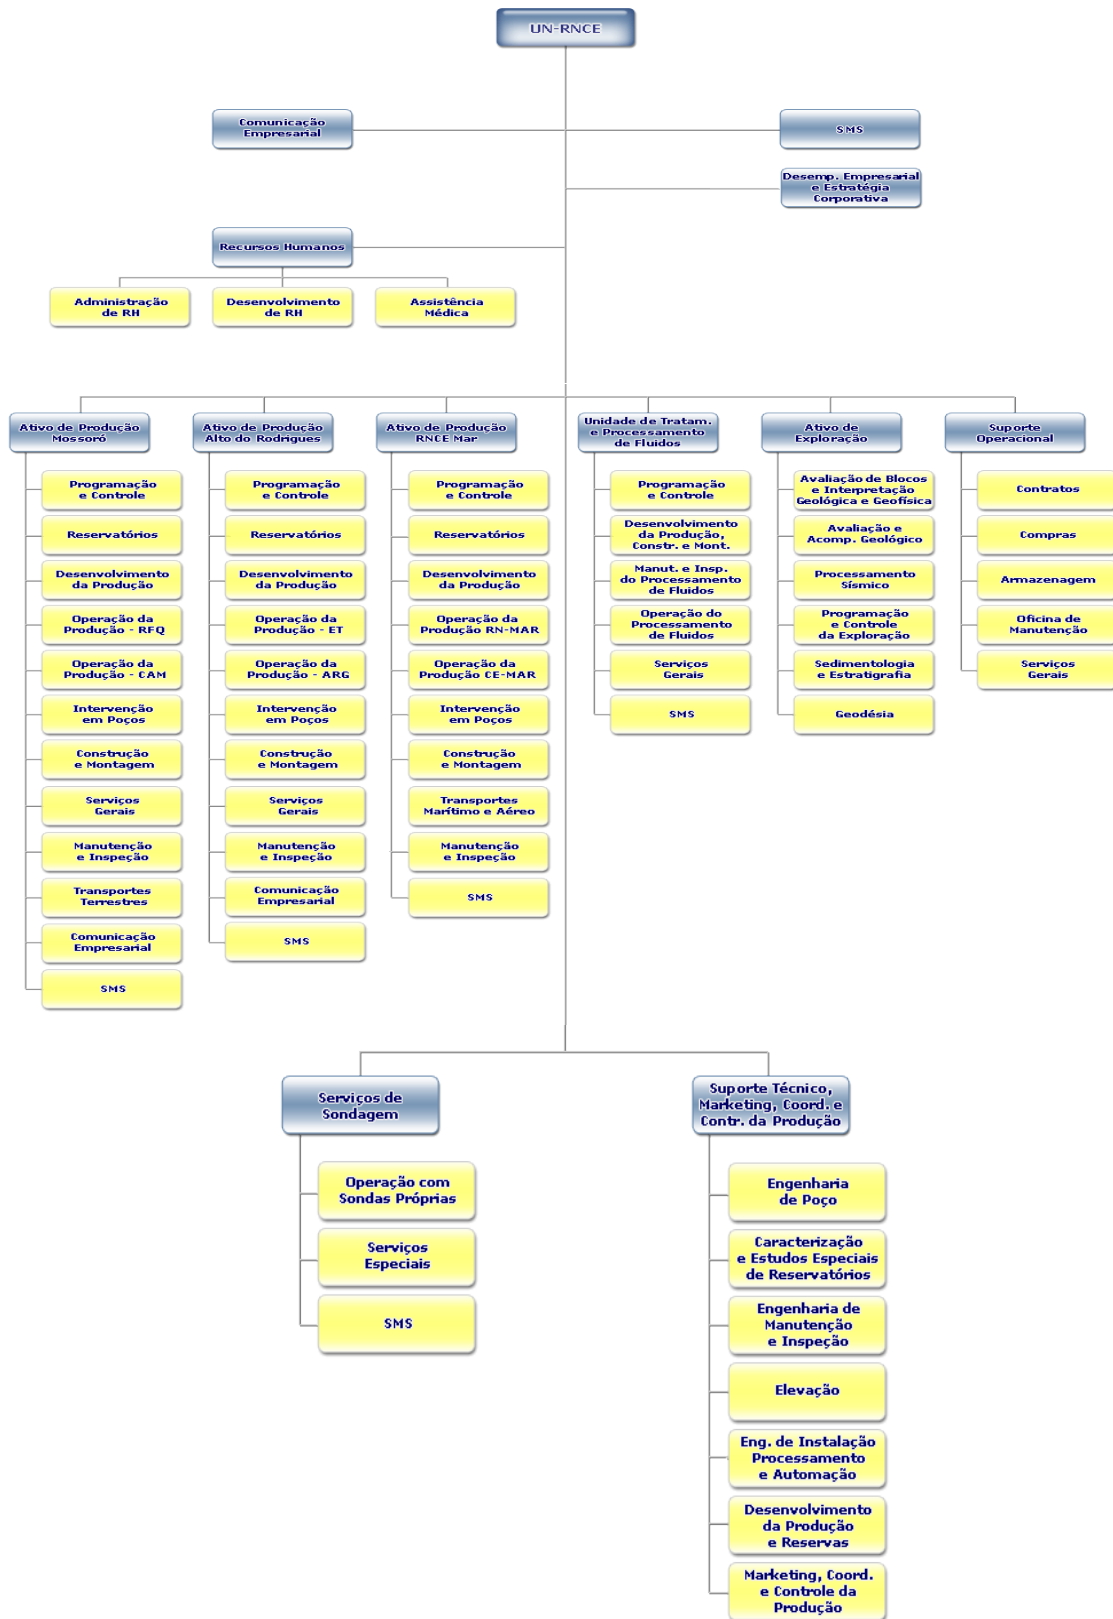 UN-RNCE
Comunicação
Empresarial
SMS
Desemp. Empresarial
e Estratégia
Corporativa
Recursos Humanos
Administração
de RH
Desenvolvimento
de RH
Assistência
Médica
Ativo de Produção
Mossoró
Programação
e Controle
Reservatórios
Desenvolvimento
da Produção
Operação da
Produção - RFQ
Operação da
Produção - CAM
Intervenção
em Poços
Construção
e Montagem
Serviços
Gerais
Manutenção
e Inspeção
Transportes
Terrestres
Comunicação
Empresarial
SMS
Ativo de Produção
Alto do Rodrigues
Programação
e Controle
Reservatórios
Desenvolvimento
da Produção
Operação da
Produção - ET
Operação da
Produção - ARG
Intervenção
em Poços
Construção
e Montagem
Serviços
Gerais
Manutenção
e Inspeção
Comunicação
Empresarial
SMS
Ativo de Produção
RNCE Mar
Programação
e Controle
Reservatórios
Desenvolvimento
da Produção
Operação da
Produção RN-MAR
Operação da
Produção CE-MAR
Intervenção
em Poços
Construção
e Montagem
Transportes
Marítimo e Aéreo
Manutenção
e Inspeção
SMS
Unidade de Tratam.
e Processamento
de Fluidos
Programação
e Controle
Desenvolvimento
da Produção,
Constr. e Mont.
Manut. e Insp.
do Processamento
de Fluidos
Operação do
Processamento
de Fluidos
Serviços
Gerais
SMS
Ativo de
Exploração
Avaliação de Blocos
e Interpretação
Geológica e Geofísica
Avaliação e
Acomp. Geológico
Processamento
Sísmico
Programação
e Controle
da Exploração
Sedimentologia
e Estratigrafia
Geodésia
Suporte
Operacional
Contratos
Compras
Armazenagem
Oficina de
Manutenção
Serviços
Gerais
Serviços de
Sondagem
Operação com
Sondas Próprias
Serviços
Especiais
SMS
Suporte Técnico,
Marketing, Coord. e
Contr. da Produção
Engenharia
de Poço
Caracterização
e Estudos Especiais
de Reservatórios
Engenharia de
Manutenção
e Inspeção
Elevação
Eng. de Instalação
Processamento
e Automação
Desenvolvimento
da Produção
e Reservas
Marketing, Coord.
e Controle da
Produção